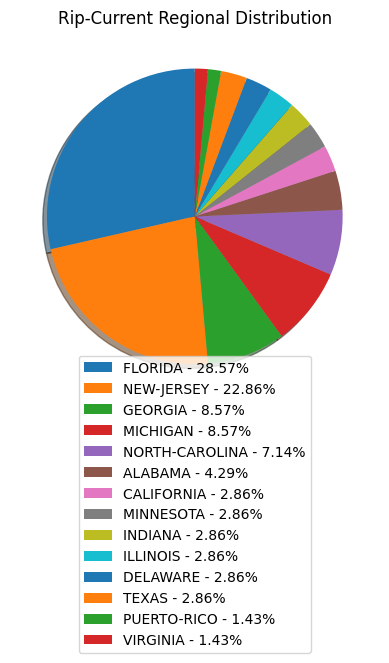 Rip-Current Regional Distribution
FLORIDA - 28.57%
NEW-JERSEY - 22.86%
GEORGIA - 8.57%
MICHIGAN - 8.57%
NORTH-CAROLINA - 7.14%
ALABAMA - 4.29%
CALIFORNIA - 2.86%
MINNESOTA - 2.86%
INDIANA - 2.86%
ILLINOIS - 2.86%
DELAWARE - 2.86%
TEXAS - 2.86%
PUERTO-RICO - 1.43%
VIRGINIA - 1.43%